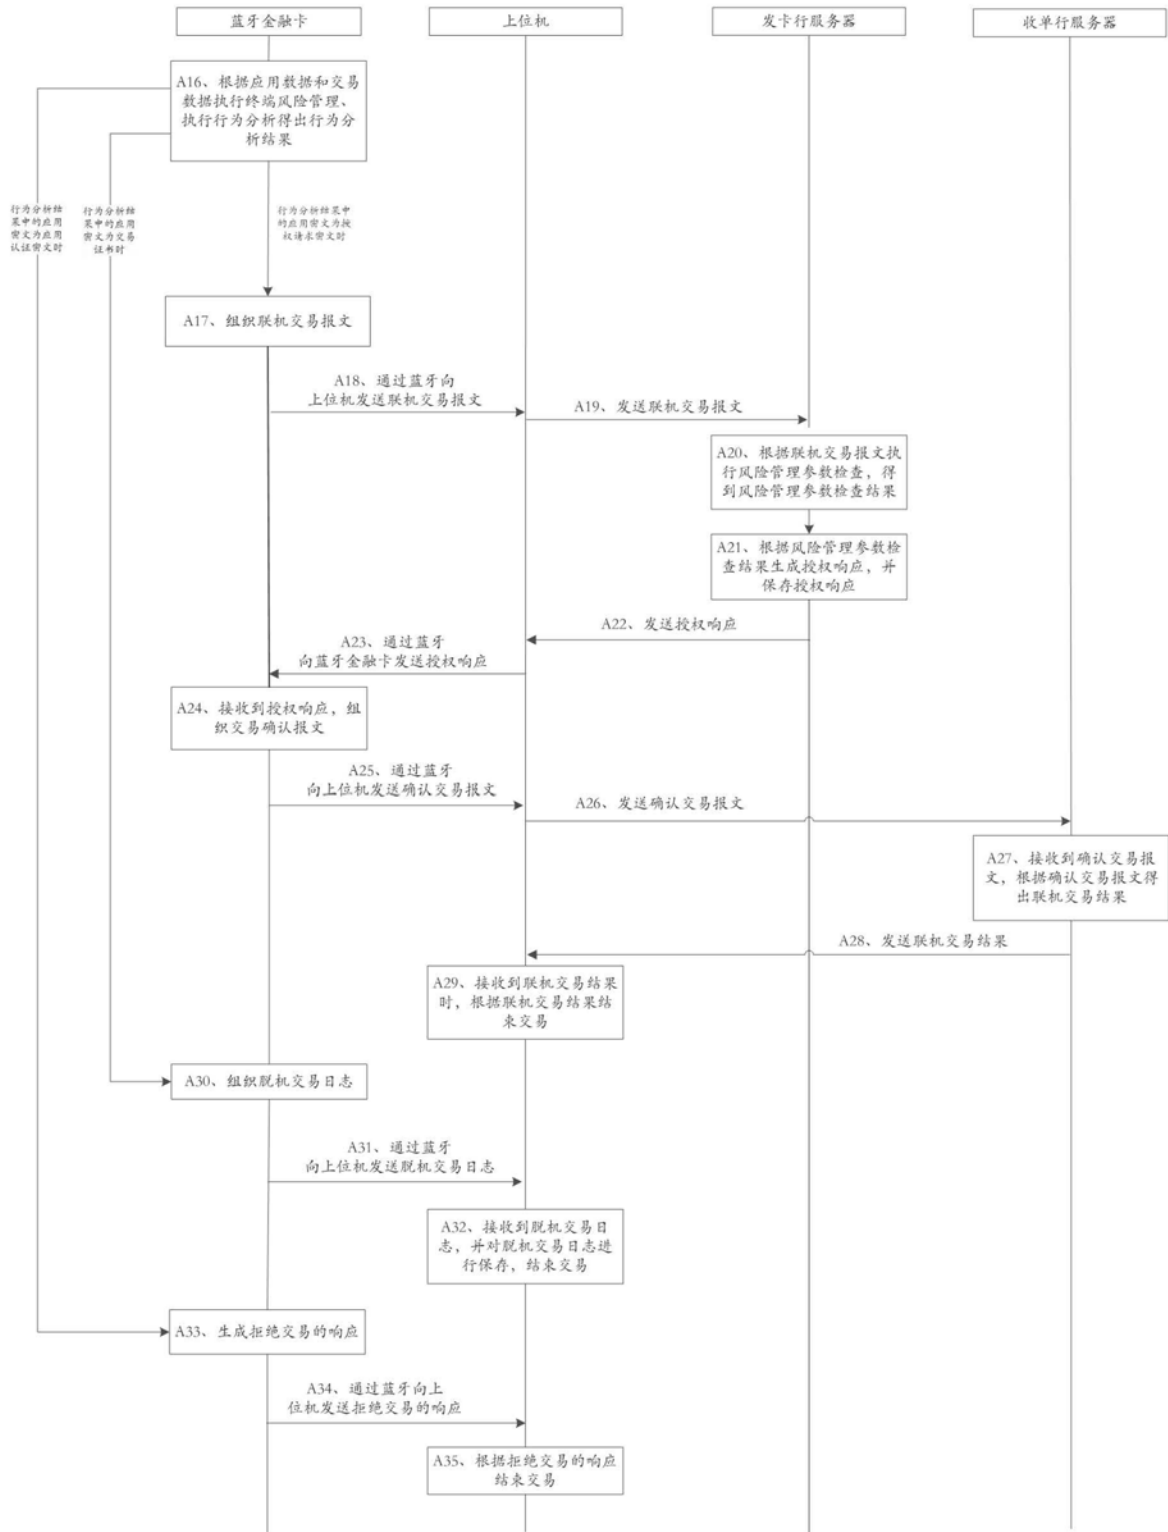 蓝牙金融卡
上位机
发卡行服务器
收单行服务器
A16、根据应用数据和交易
数据执行终端风险管理、
执行行为分析得出行为分
析结果
行为分析结
果中的应用
密文为应用
认证密文时
行为分析结
果中的应用
密文为交易
证书时
行为分析结果中
的应用密文为授
权请求密文时
A17、组织联机交易报文
A18、通过蓝牙向
上位机发送联机交易报文
A19、发送联机交易报文
A20、根据联机交易报文执
行风险管理参数检查，得
到风险管理参数检查结果
A21、根据风险管理参数检
查结果生成授权响应，并
保存授权响应
A22、发送授权响应
A23、通过蓝牙
向蓝牙金融卡发送授权响应
A24、接收到授权响应，组
织交易确认报文
A25、通过蓝牙
向上位机发送确认交易报文
A26、发送确认交易报文
A27、接收到确认交易报
文，根据确认交易报文得
出联机交易结果
A28、发送联机交易结果
A29、接收到联机交易结果
时，根据联机交易结果结
束交易
A30、组织脱机交易日志
A31、通过蓝牙
向上位机发送脱机交易日志
A32、接收到脱机交易日
志，并对脱机交易日志进
行保存，结束交易
A33、生成拒绝交易的响应
A34、通过蓝牙向上
位机发送拒绝交易的响应
A35、根据拒绝交易的响应
结束交易